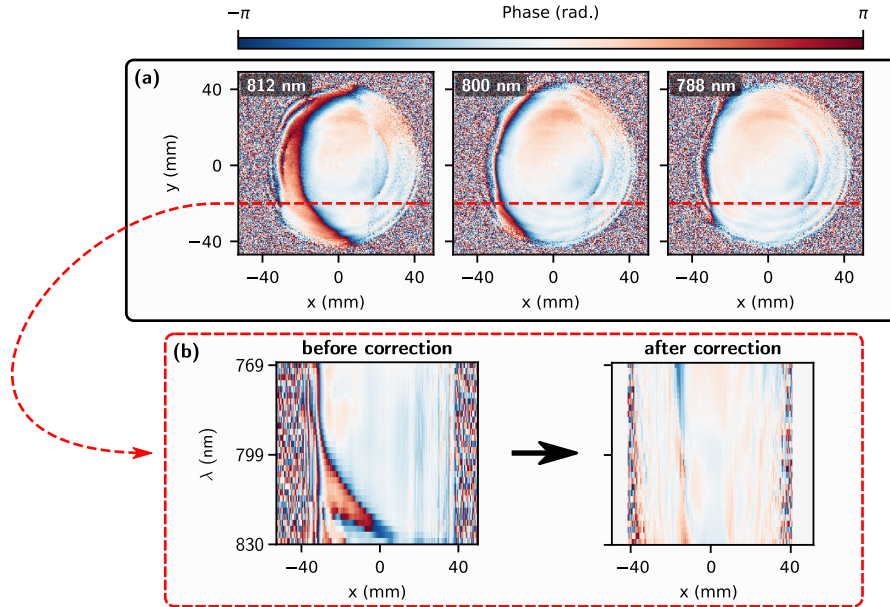 Phase (rad.)
−π π
(a)
812 nm 800 nm 788 nm
y (mm)
40
0
−40
−40 0 40 −40 0 40 −40 0 40
x (mm) x (mm) x (mm)
(b)
before correction after correction
λ (nm)
769
799
830
−40 0 40 −40 0 40
x (mm) x (mm)